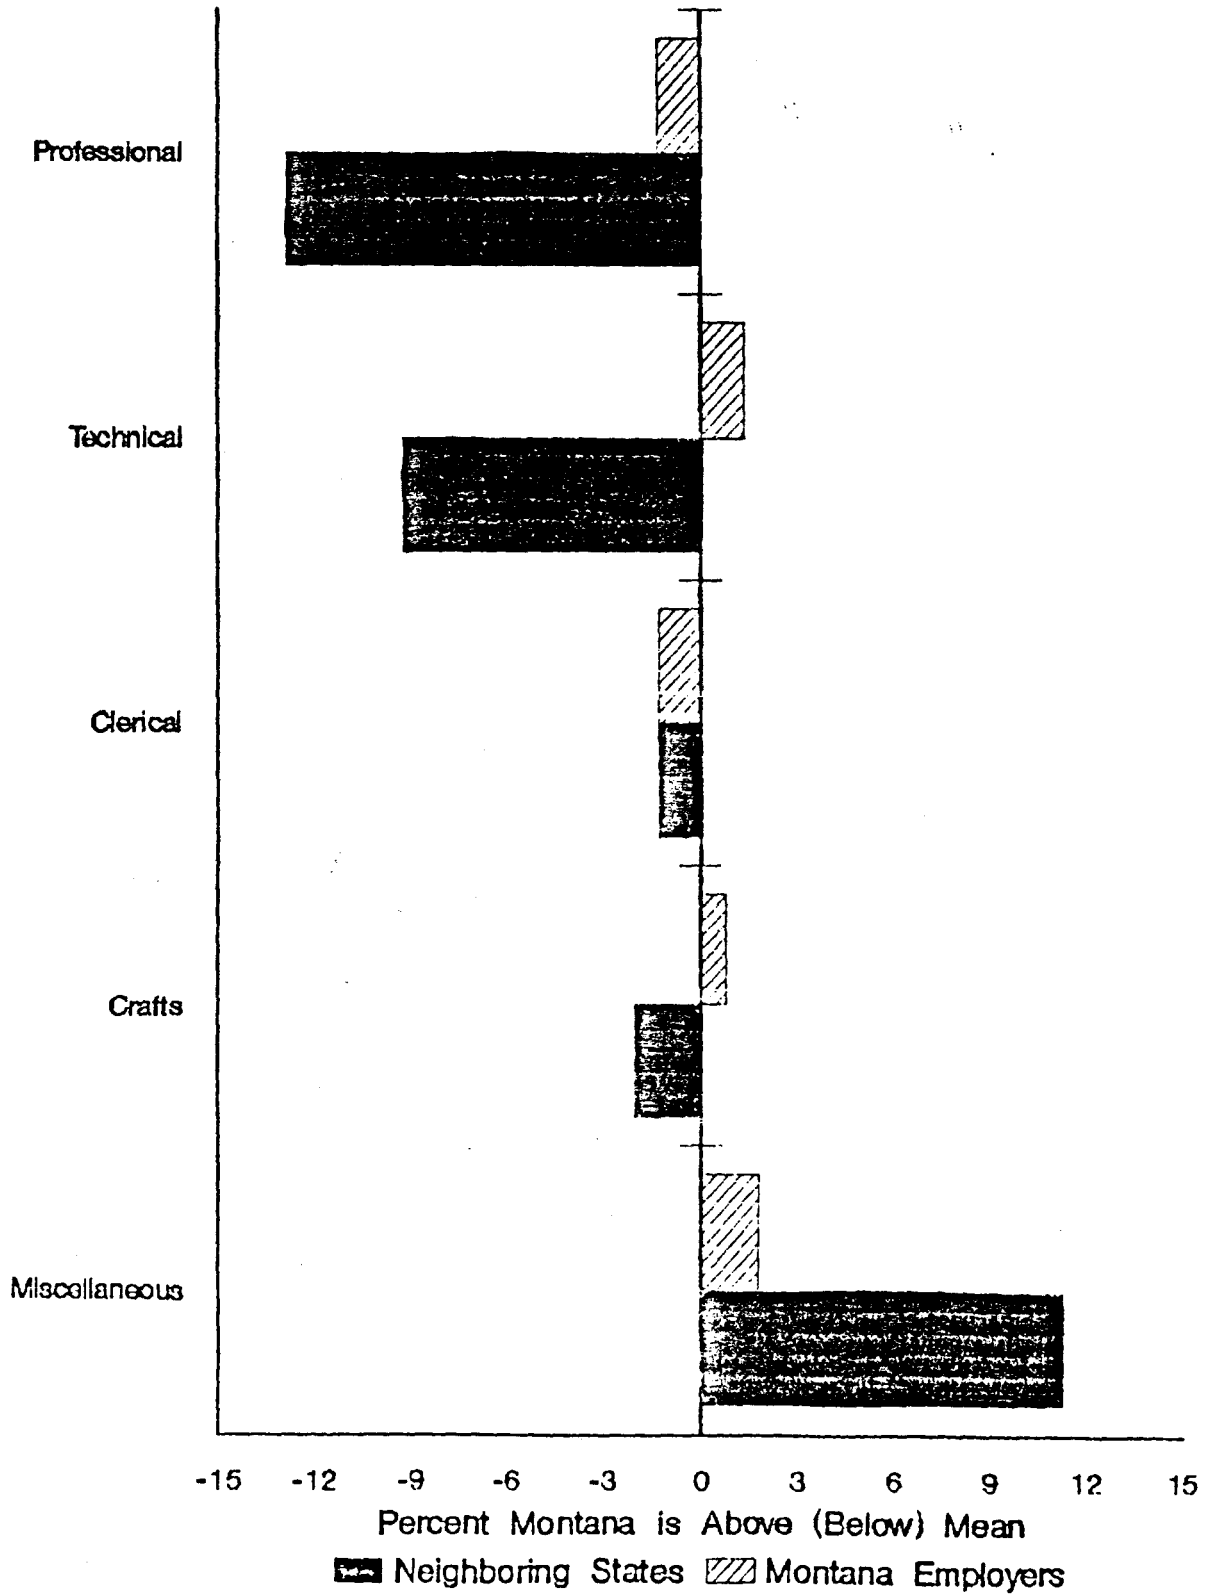 Professional
Technical
Clerical
Crafts
Miscellaneous
-15 -12 -9 -6 -3 0 3 6 9 12 15
Percent Montana is Above (Below) Mean
Neighboring States Montana Employers